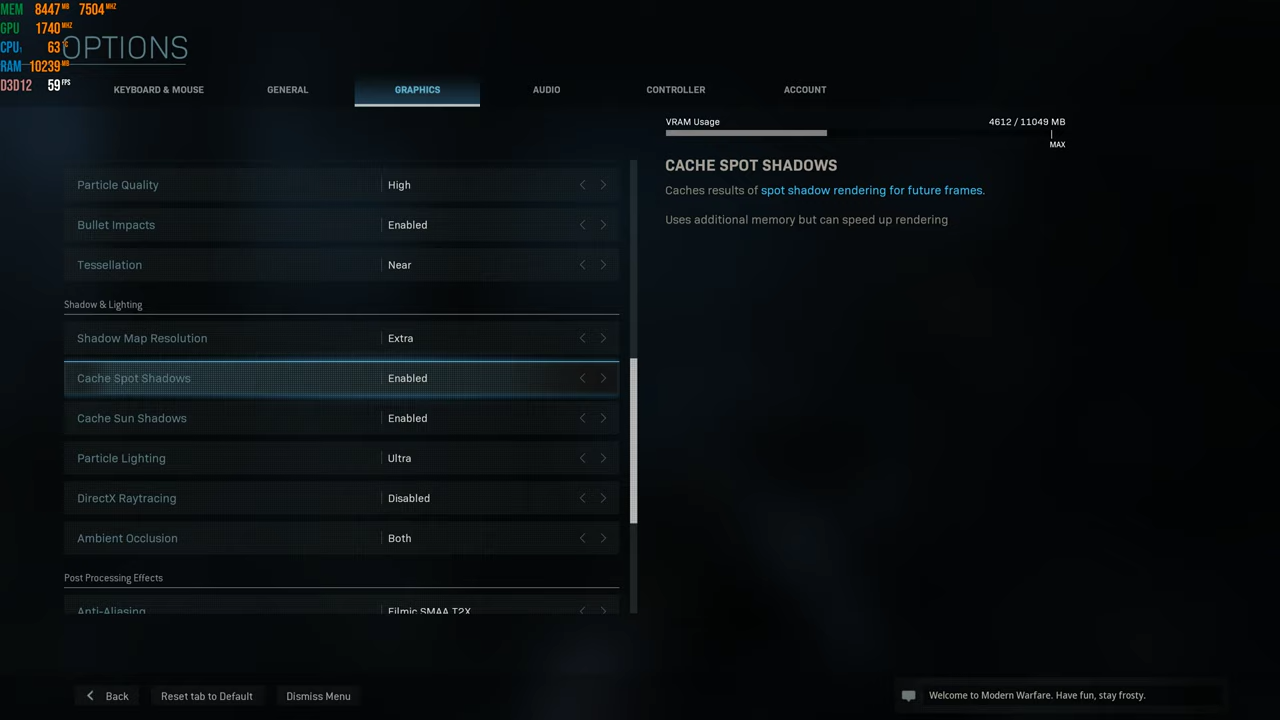 MEM 8447 MB 7504 MHZ
GPU 1740 MHZ
CPU1 63 °C
RAM 10239 MB
D3D12 59 FPS
OPTIONS
KEYBOARD & MOUSE GENERAL GRAPHICS AUDIO CONTROLLER ACCOUNT
VRAM Usage 4612 / 11049 MB
MAX
CACHE SPOT SHADOWS
Caches results of spot shadow rendering for future frames.
Uses additional memory but can speed up rendering
Particle Quality High
Bullet Impacts Enabled
Tessellation Near
Shadow & Lighting
Shadow Map Resolution Extra
Cache Spot Shadows Enabled
Cache Sun Shadows Enabled
Particle Lighting Ultra
DirectX Raytracing Disabled
Ambient Occlusion Both
Post Processing Effects
Anti-Aliasing Filmic SMAA T2X
Back Reset tab to Default Dismiss Menu
Welcome to Modern Warfare. Have fun, stay frosty.